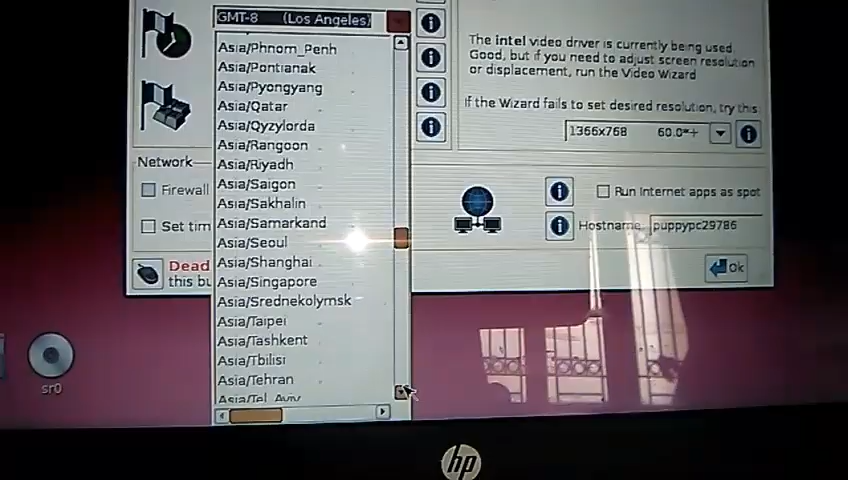 GMT-8 (Los Angeles)
Asia/Phnom_Penh
Asia/Pontianak
Asia/Pyongyang
Asia/Qatar
Asia/Qyzylorda
Asia/Rangoon
Asia/Riyadh
Asia/Saigon
Asia/Sakhalin
Asia/Samarkand
Asia/Seoul
Asia/Shanghai
Asia/Singapore
Asia/Srednekolymsk
Asia/Taipei
Asia/Tashkent
Asia/Tbilisi
Asia/Tehran
Asia/Tel_Aviv
The intel video driver is currently being used.
Good, but if you need to adjust screen resolution
or displacement, run the Video Wizard
If the Wizard fails to set desired resolution, try this
1366x768 60.0*+
Network
Firewall
Set tim
Run Internet apps as spot
Hostname puppypc29786
Dead
this bu
Ok
sr0
hp